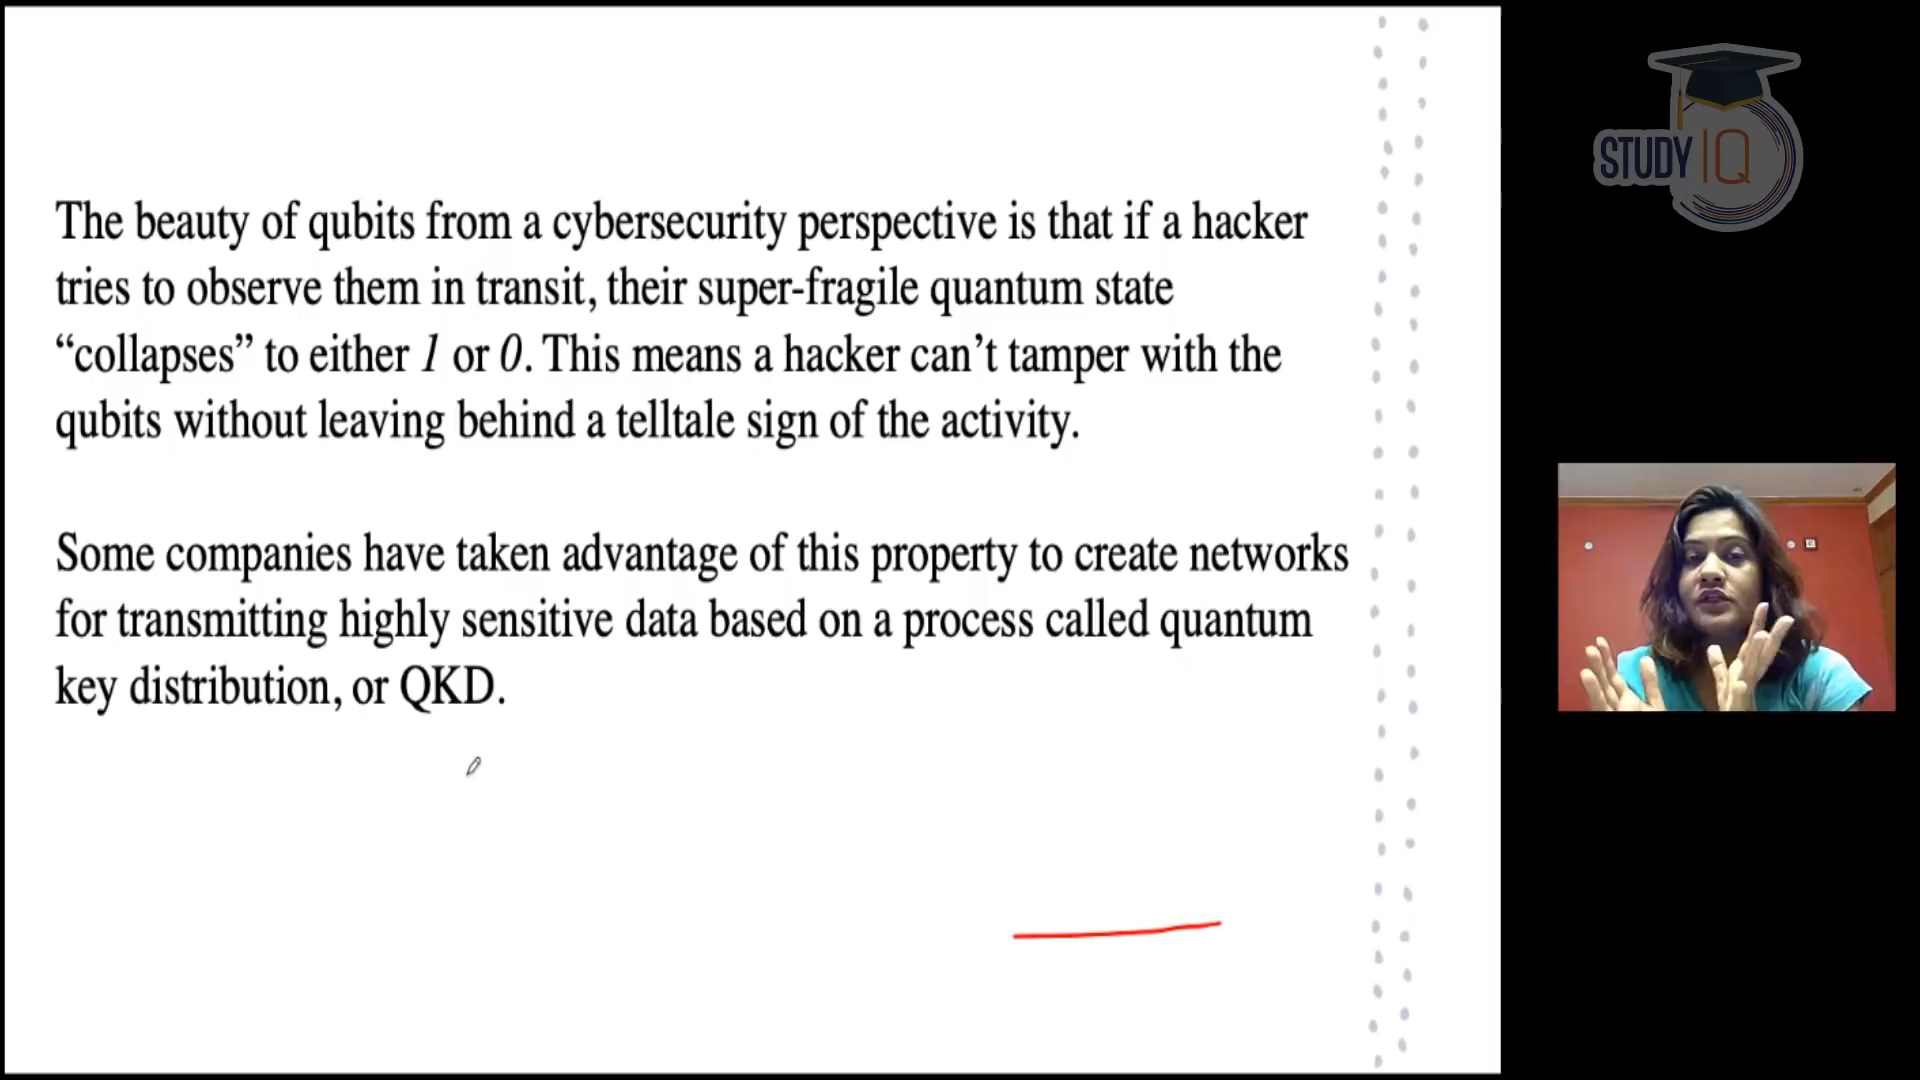 The beauty of qubits from a cybersecurity perspective is that if a hacker
tries to observe them in transit, their super-fragile quantum state
“collapses” to either 1 or 0. This means a hacker can’t tamper with the
qubits without leaving behind a telltale sign of the activity.
Some companies have taken advantage of this property to create networks
for transmitting highly sensitive data based on a process called quantum
key distribution, or QKD.
STUDY IQ